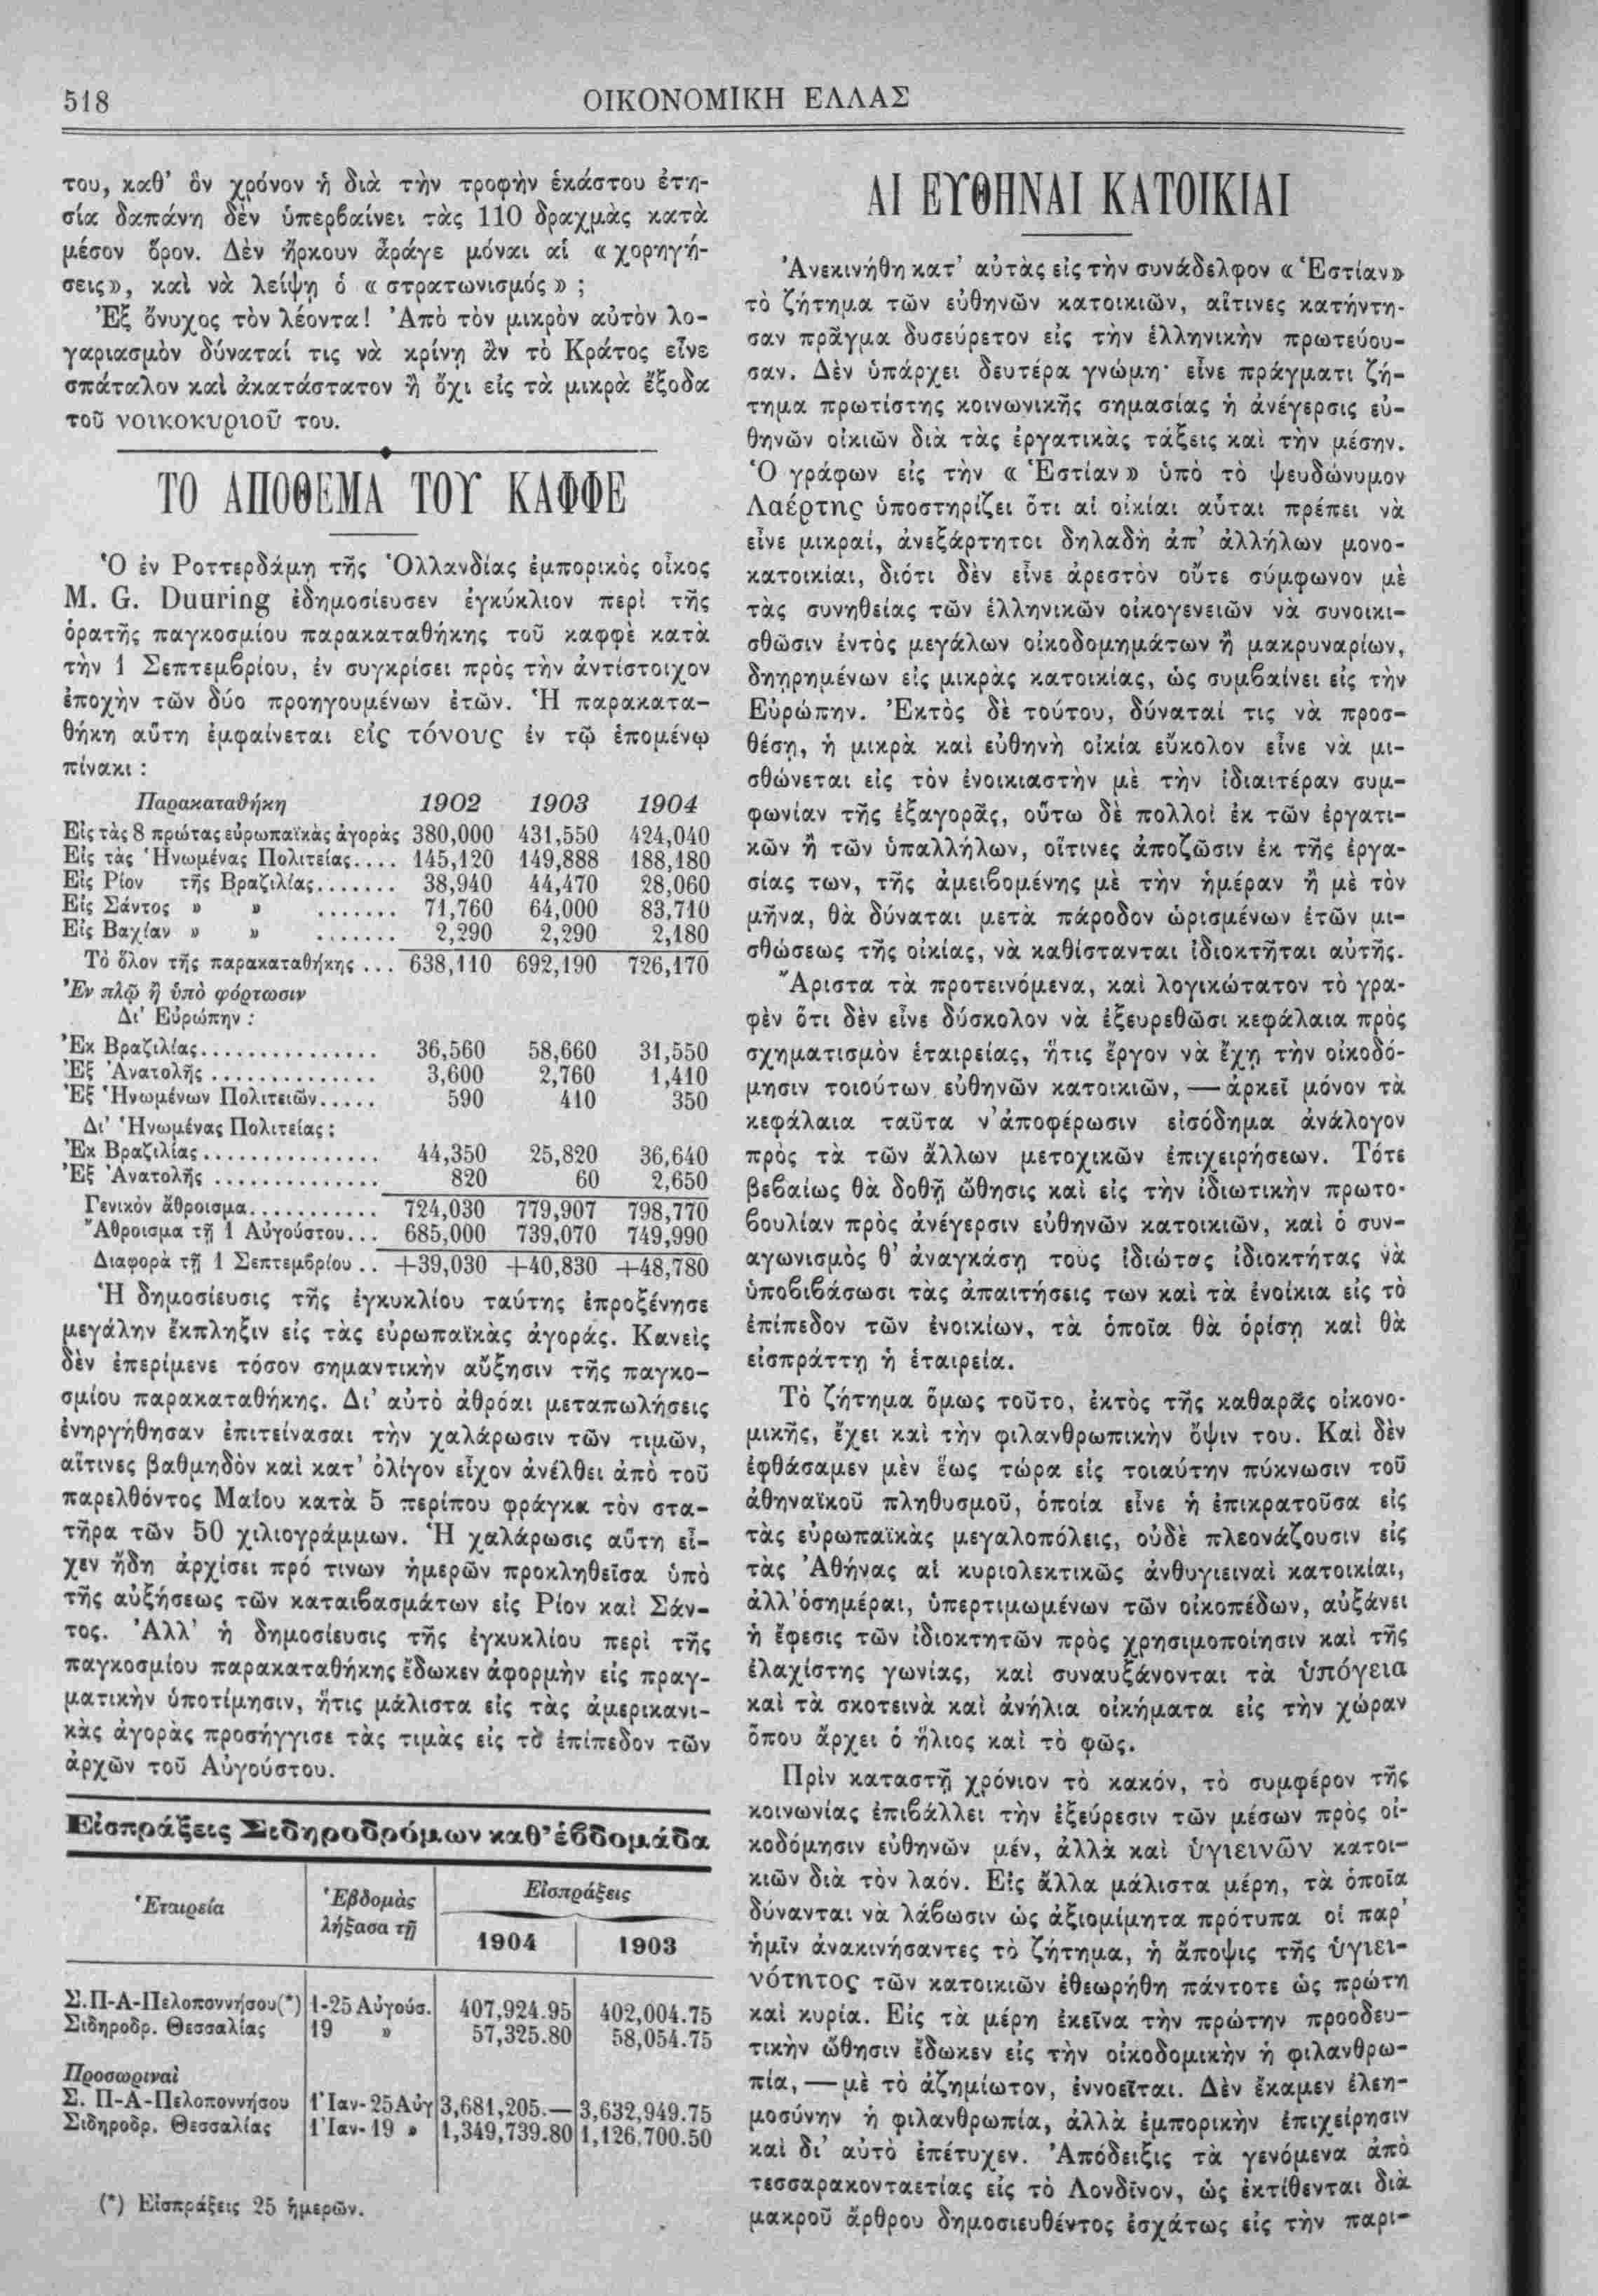 518
ΟΙΚΟΝΟΜΙΚΗ ΕΛΛΑΣ
του, καθ' ὃν χρόνον ἡ διὰ τὴν τροφὴν ἑκάστου ἐτη-
σία δαπάνη δὲν ὑπερβαίνει τὰς 110 δραχμὰς κατὰ
μέσον ὅρον. Δὲν ἤρκουν ἆράγε μόναι αἱ «χορηγή-
σεις», καὶ νὰ λείψῃ ὁ «στρατωνισμός» ;
Ἐξ ὄνυχος τὸν λέοντα! Ἀπὸ τὸν μικρὸν αὐτὸν λο-
γαριασμὸν δύναταί τις νὰ κρίνῃ ἂν τὸ Κράτος εἶνε
σπάταλον καὶ ἀκατάστατον ἢ ὄχι εἰς τὰ μικρὰ ἔξοδα
τοῦ νοικοκυριοῦ του.
ΤΟ ΑΠΟΘΕΜΑ ΤΟΥ ΚΑΦΦΕ
Ὁ ἐν Ροττερδάμῃ τῆς Ὁλλανδίας ἐμπορικὸς οἶκος
M. G. Duuring ἐδημοσίευσεν ἐγκύκλιον περὶ τῆς
ὁρατῆς παγκοσμίου παρακαταθήκης τοῦ καφφὲ κατὰ
τὴν 1 Σεπτεμβρίου, ἐν συγκρίσει πρὸς τὴν ἀντίστοιχον
ἐποχὴν τῶν δύο προηγουμένων ἐτῶν. Ἡ παρακατα-
θήκη αὕτη ἐμφαίνεται εἰς τόνους ἐν τῷ ἑπομένῳ
πίνακι :
Παρακαταθήκη 1902 1903 1904
Εἰς τὰς 8 πρώτας εὐρωπαϊκὰς ἀγορὰς 380,000 431,550 424,040
Εἰς τὰς Ἡνωμένας Πολιτείας.... 145,120 149,888 188,180
Εἰς Ρίον τῆς Βραζιλίας....... 38,940 44,470 28,060
Εἰς Σάντος » » ....... 71,760 64,000 83,710
Εἰς Βαχίαν » » ....... 2,290 2,290 2,180
Τὸ ὅλον τῆς παρακαταθήκης ... 638,110 692,190 726,170
Ἐν πλῷ ἢ ὑπὸ φόρτωσιν
Δι' Εὐρώπην :
Ἐκ Βραζιλίας............... 36,560 58,660 31,550
Ἐξ Ἀνατολῆς .............. 3,600 2,760 1,410
Ἐξ Ἡνωμένων Πολιτειῶν..... 590 410 350
Δι' Ἡνωμένας Πολιτείας :
Ἐκ Βραζιλίας ............... 44,350 25,820 36,640
Ἐξ Ἀνατολῆς .............. 820 60 2,650
Γενικὸν ἄθροισμα........... 724,030 779,907 798,770
Ἄθροισμα τῇ 1 Αὐγούστου... 685,000 739,070 749,990
Διαφορὰ τῇ 1 Σεπτεμβρίου .. +39,030 +40,830 +48,780
Ἡ δημοσίευσις τῆς ἐγκυκλίου ταύτης ἐπροξένησε
μεγάλην ἔκπληξιν εἰς τὰς εὐρωπαϊκὰς ἀγοράς. Κανεὶς
δὲν ἐπερίμενε τόσον σημαντικὴν αὔξησιν τῆς παγκο-
σμίου παρακαταθήκης. Δι' αὐτὸ ἀθρόαι μεταπωλήσεις
ἐνηργήθησαν ἐπιτείνασαι τὴν χαλάρωσιν τῶν τιμῶν,
αἵτινες βαθμηδὸν καὶ κατ' ὀλίγον εἶχον ἀνέλθει ἀπὸ τοῦ
παρελθόντος Μαΐου κατὰ 5 περίπου φράγκα τὸν στα-
τῆρα τῶν 50 χιλιογράμμων. Ἡ χαλάρωσις αὕτη εἶ-
χεν ἤδη ἀρχίσει πρό τινων ἡμερῶν προκληθεῖσα ὑπὸ
τῆς αὐξήσεως τῶν καταιβασμάτων εἰς Ρίον καὶ Σάν-
τος. Ἀλλ' ἡ δημοσίευσις τῆς ἐγκυκλίου περὶ τῆς
παγκοσμίου παρακαταθήκης ἔδωκεν ἀφορμὴν εἰς πραγ-
ματικὴν ὑποτίμησιν, ἥτις μάλιστα εἰς τὰς ἀμερικανι-
κὰς ἀγορὰς προσήγγισε τὰς τιμὰς εἰς τὸ ἐπίπεδον τῶν
ἀρχῶν τοῦ Αὐγούστου.
Εἰσπράξεις Σιδηροδρόμων καθ' ἑβδομάδα
Ἑταιρεία Ἑβδομὰς λήξασα τῇ Εἰσπράξεις
1904 1903
Σ.Π-Α-Πελοποννήσου(*) 1-25 Αὐγούσ. 407,924.95 402,004.75
Σιδηροδρ. Θεσσαλίας 19 » 57,325.80 58,054.75
Προσωριναὶ
Σ. Π-Α-Πελοποννήσου 1 Ἰαν-25 Αὐγ 3,681,205.— 3,632,949.75
Σιδηροδρ. Θεσσαλίας 1 Ἰαν-19 » 1,349,739.80 1,126,700.50
(*) Εἰσπράξεις 25 ἡμερῶν.
ΑΙ ΕΥΘΗΝΑΙ ΚΑΤΟΙΚΙΑΙ
Ἀνεκινήθη κατ' αὐτὰς εἰς τὴν συνάδελφον «Ἑστίαν»
τὸ ζήτημα τῶν εὐθηνῶν κατοικιῶν, αἵτινες κατήντη-
σαν πρᾶγμα δυσεύρετον εἰς τὴν ἑλληνικὴν πρωτεύου-
σαν. Δὲν ὑπάρχει δευτέρα γνώμη· εἶνε πράγματι ζή-
τημα πρωτίστης κοινωνικῆς σημασίας ἡ ἀνέγερσις εὐ-
θηνῶν οἰκιῶν διὰ τὰς ἐργατικὰς τάξεις καὶ τὴν μέσην.
Ὁ γράφων εἰς τὴν «Ἑστίαν» ὑπὸ τὸ ψευδώνυμον
Λαέρτης ὑποστηρίζει ὅτι αἱ οἰκίαι αὗται πρέπει νὰ
εἶνε μικραί, ἀνεξάρτητοι δηλαδὴ ἀπ' ἀλλήλων μονο-
κατοικίαι, διότι δὲν εἶνε ἀρεστὸν οὔτε σύμφωνον μὲ
τὰς συνηθείας τῶν ἑλληνικῶν οἰκογενειῶν νὰ συνοικι-
σθῶσιν ἐντὸς μεγάλων οἰκοδομημάτων ἢ μακρυναρίων,
διῃρημένων εἰς μικρὰς κατοικίας, ὡς συμβαίνει εἰς τὴν
Εὐρώπην. Ἐκτὸς δὲ τούτου, δύναταί τις νὰ προσ-
θέσῃ, ἡ μικρὰ καὶ εὐθηνὴ οἰκία εὔκολον εἶνε νὰ μι-
σθώνεται εἰς τὸν ἐνοικιαστὴν μὲ τὴν ἰδιαιτέραν συμ-
φωνίαν τῆς ἐξαγορᾶς, οὕτω δὲ πολλοὶ ἐκ τῶν ἐργατι-
κῶν ἢ τῶν ὑπαλλήλων, οἵτινες ἀποζῶσιν ἐκ τῆς ἐργα-
σίας των, τῆς ἀμειβομένης μὲ τὴν ἡμέραν ἢ μὲ τὸν
μῆνα, θὰ δύναται μετὰ πάροδον ὡρισμένων ἐτῶν μι-
σθώσεως τῆς οἰκίας, νὰ καθίστανται ἰδιοκτῆται αὐτῆς.
Ἄριστα τὰ προτεινόμενα, καὶ λογικώτατον τὸ γρα-
φὲν ὅτι δὲν εἶνε δύσκολον νὰ ἐξευρεθῶσι κεφάλαια πρὸς
σχηματισμὸν ἑταιρείας, ἥτις ἔργον νὰ ἔχῃ τὴν οἰκοδό-
μησιν τοιούτων εὐθηνῶν κατοικιῶν, — ἀρκεῖ μόνον τὰ
κεφάλαια ταῦτα ν' ἀποφέρωσιν εἰσόδημα ἀνάλογον
πρὸς τὰ τῶν ἄλλων μετοχικῶν ἐπιχειρήσεων. Τότε
βεβαίως θὰ δοθῇ ὤθησις καὶ εἰς τὴν ἰδιωτικὴν πρωτο-
βουλίαν πρὸς ἀνέγερσιν εὐθηνῶν κατοικιῶν, καὶ ὁ συν-
αγωνισμὸς θ' ἀναγκάσῃ τοὺς ἰδιώτας ἰδιοκτήτας νὰ
ὑποβιβάσωσι τὰς ἀπαιτήσεις των καὶ τὰ ἐνοίκια εἰς τὸ
ἐπίπεδον τῶν ἐνοικίων, τὰ ὁποῖα θὰ ὁρίσῃ καὶ θὰ
εἰσπράττῃ ἡ ἑταιρεία.
Τὸ ζήτημα ὅμως τοῦτο, ἐκτὸς τῆς καθαρᾶς οἰκονο-
μικῆς, ἔχει καὶ τὴν φιλανθρωπικὴν ὄψιν του. Καὶ δὲν
ἐφθάσαμεν μὲν ἕως τώρα εἰς τοιαύτην πύκνωσιν τοῦ
ἀθηναϊκοῦ πληθυσμοῦ, ὁποία εἶνε ἡ ἐπικρατοῦσα εἰς
τὰς εὐρωπαϊκὰς μεγαλοπόλεις, οὐδὲ πλεονάζουσιν εἰς
τὰς Ἀθήνας αἱ κυριολεκτικῶς ἀνθυγιειναὶ κατοικίαι,
ἀλλ' ὁσημέραι, ὑπερτιμωμένων τῶν οἰκοπέδων, αὐξάνει
ἡ ἔφεσις τῶν ἰδιοκτητῶν πρὸς χρησιμοποίησιν καὶ τῆς
ἐλαχίστης γωνίας, καὶ συναυξάνονται τὰ ὑπόγεια
καὶ τὰ σκοτεινὰ καὶ ἀνήλια οἰκήματα εἰς τὴν χώραν
ὅπου ἄρχει ὁ ἥλιος καὶ τὸ φῶς.
Πρὶν καταστῇ χρόνιον τὸ κακόν, τὸ συμφέρον τῆς
κοινωνίας ἐπιβάλλει τὴν ἐξεύρεσιν τῶν μέσων πρὸς οἰ-
κοδόμησιν εὐθηνῶν μέν, ἀλλὰ καὶ ὑγιεινῶν κατοι-
κιῶν διὰ τὸν λαόν. Εἰς ἄλλα μάλιστα μέρη, τὰ ὁποῖα
δύνανται νὰ λάβωσιν ὡς ἀξιομίμητα πρότυπα οἱ παρ'
ἡμῖν ἀνακινήσαντες τὸ ζήτημα, ἡ ἄποψις τῆς ὑγιει-
νότητος τῶν κατοικιῶν ἐθεωρήθη πάντοτε ὡς πρώτη
καὶ κυρία. Εἰς τὰ μέρη ἐκεῖνα τὴν πρώτην προοδευ-
τικὴν ὤθησιν ἔδωκεν εἰς τὴν οἰκοδομικὴν ἡ φιλανθρω-
πία, — μὲ τὸ ἀζημίωτον, ἐννοεῖται. Δὲν ἔκαμεν ἐλεη-
μοσύνην ἡ φιλανθρωπία, ἀλλὰ ἐμπορικὴν ἐπιχείρησιν
καὶ δι' αὐτὸ ἐπέτυχεν. Ἀπόδειξις τὰ γενόμενα ἀπὸ
τεσσαρακονταετίας εἰς τὸ Λονδῖνον, ὡς ἐκτίθενται διὰ
μακροῦ ἄρθρου δημοσιευθέντος ἐσχάτως εἰς τὴν παρι-